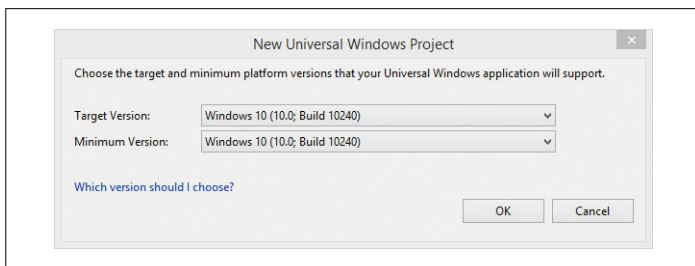 New Universal Windows Project
Choose the target and minimum platform versions that your Universal Windows application will support.
Target Version: Windows 10 (10.0; Build 10240)
Minimum Version: Windows 10 (10.0; Build 10240)
Which version should I choose?
OK Cancel